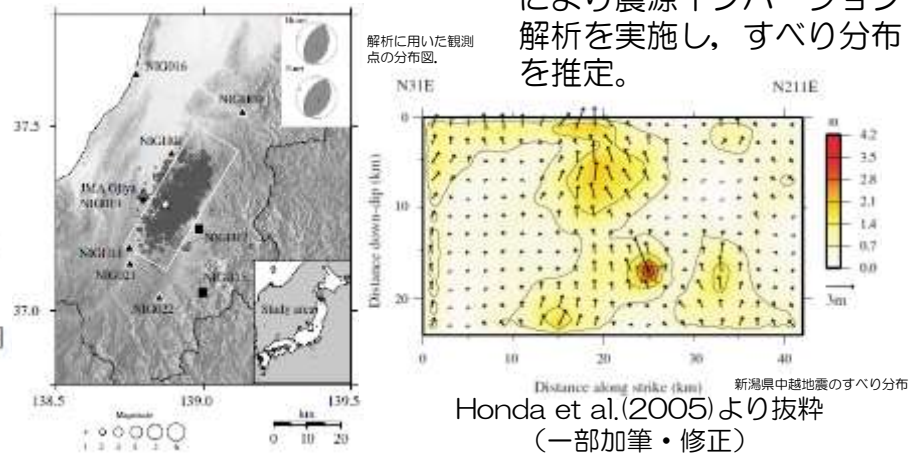 により震源インバージョン
解析を実施し，すべり分布
を推定。
解析に用いた観測
点の分布図．
NIG016
37.5
JMA Ojiya
NIG017
NIG021
NIG022
37.0
Study area
138.5
139.0
139.5
Magnitude
km
0 10 20
N31E
N211E
Distance down-dip (km)
0
10
20
0 10 20 30 40
Distance along strike (km)
m
4.2
3.5
2.8
2.1
1.4
0.7
0.0
3m
新潟県中越地震のすべり分布
Honda et al.(2005)より抜粋
（一部加筆・修正）